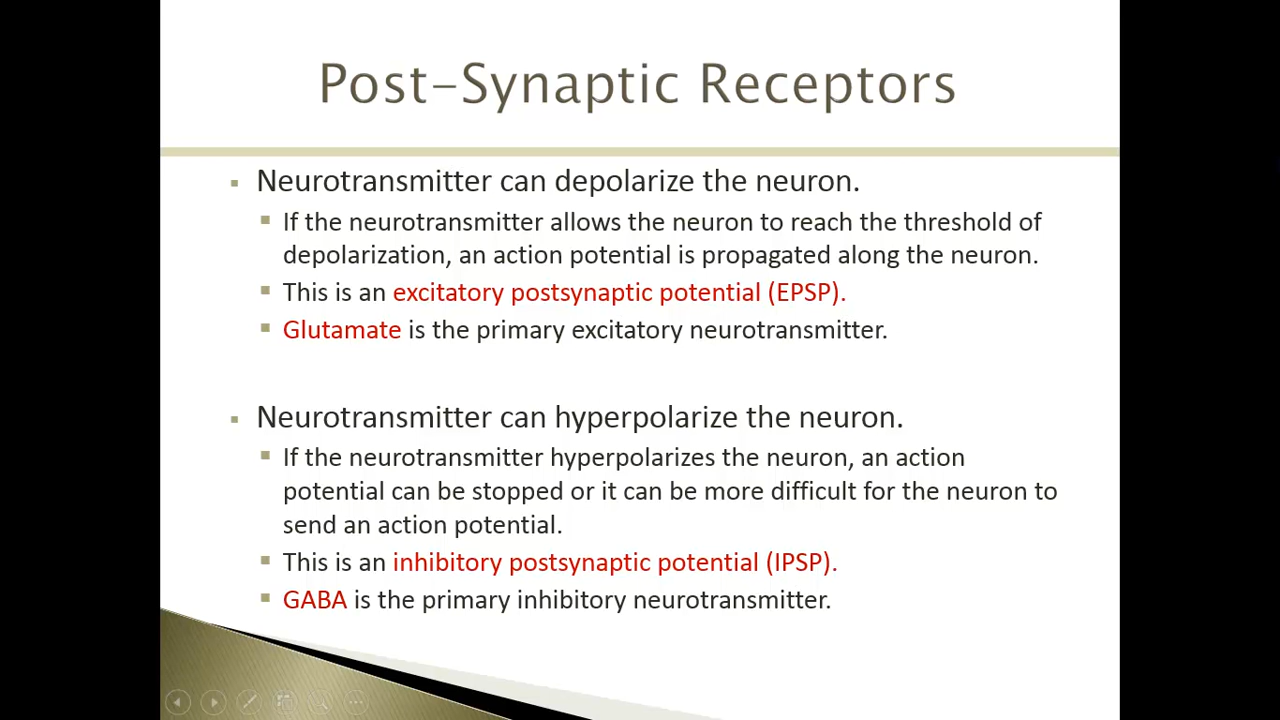 Post-Synaptic Receptors
▪ Neurotransmitter can depolarize the neuron.
▪ If the neurotransmitter allows the neuron to reach the threshold of
depolarization, an action potential is propagated along the neuron.
▪ This is an excitatory postsynaptic potential (EPSP).
▪ Glutamate is the primary excitatory neurotransmitter.
▪ Neurotransmitter can hyperpolarize the neuron.
▪ If the neurotransmitter hyperpolarizes the neuron, an action
potential can be stopped or it can be more difficult for the neuron to
send an action potential.
▪ This is an inhibitory postsynaptic potential (IPSP).
▪ GABA is the primary inhibitory neurotransmitter.